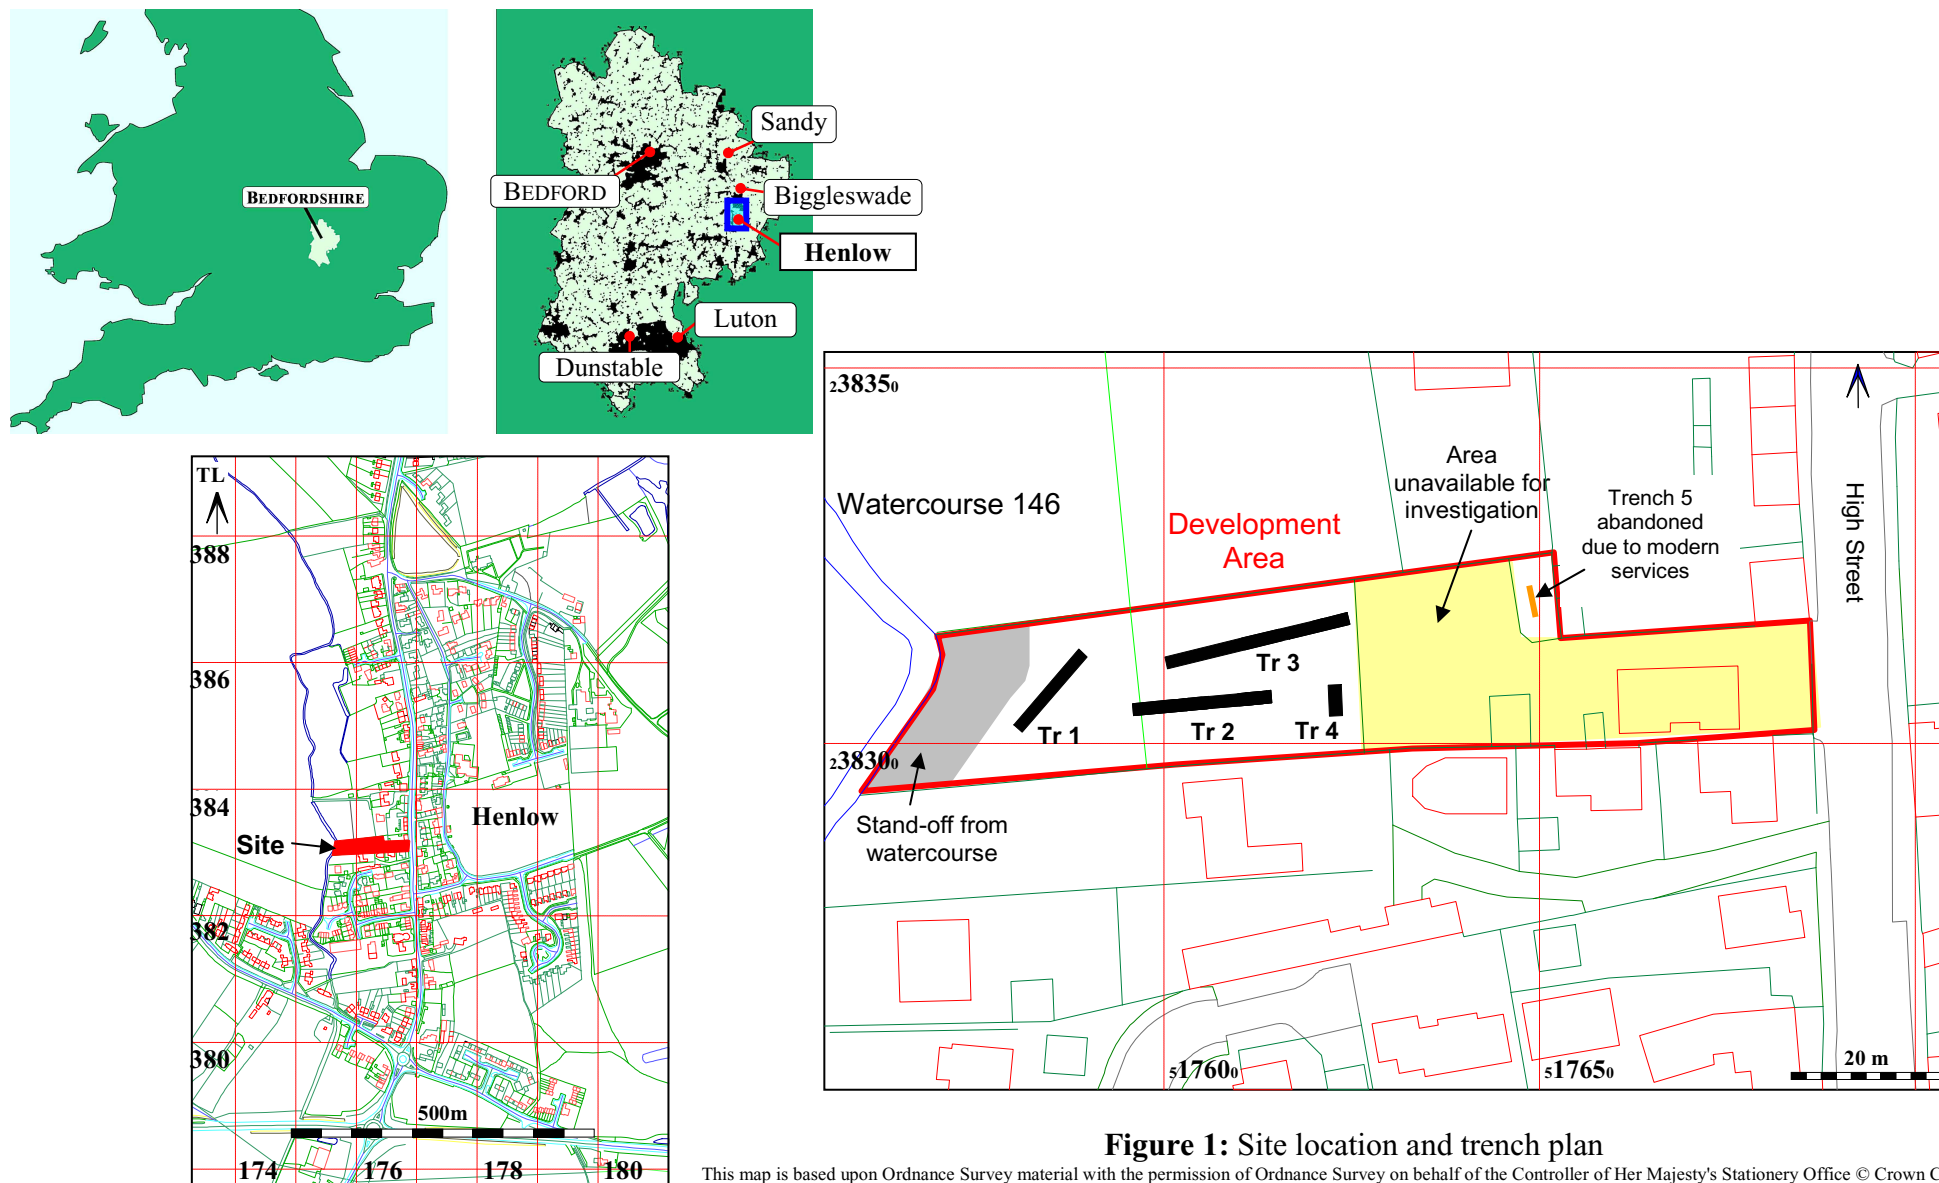 BEDFORDSHIRE
Sandy
BEDFORD
Biggleswade
Henlow
Luton
Dunstable
TL
388
386
384
382
380
Henlow
Site
500m
174
176
178
180
238350
Watercourse 146
Development
Area
Area
unavailable for
investigation
Trench 5
abandoned
due to modern
services
High Street
Tr 3
Tr 1
Tr 2
Tr 4
238300
Stand-off from
watercourse
517600
517650
20 m
Figure 1: Site location and trench plan
This map is based upon Ordnance Survey material with the permission of Ordnance Survey on behalf of the Controller of Her Majesty's Stationery Office © Crown C